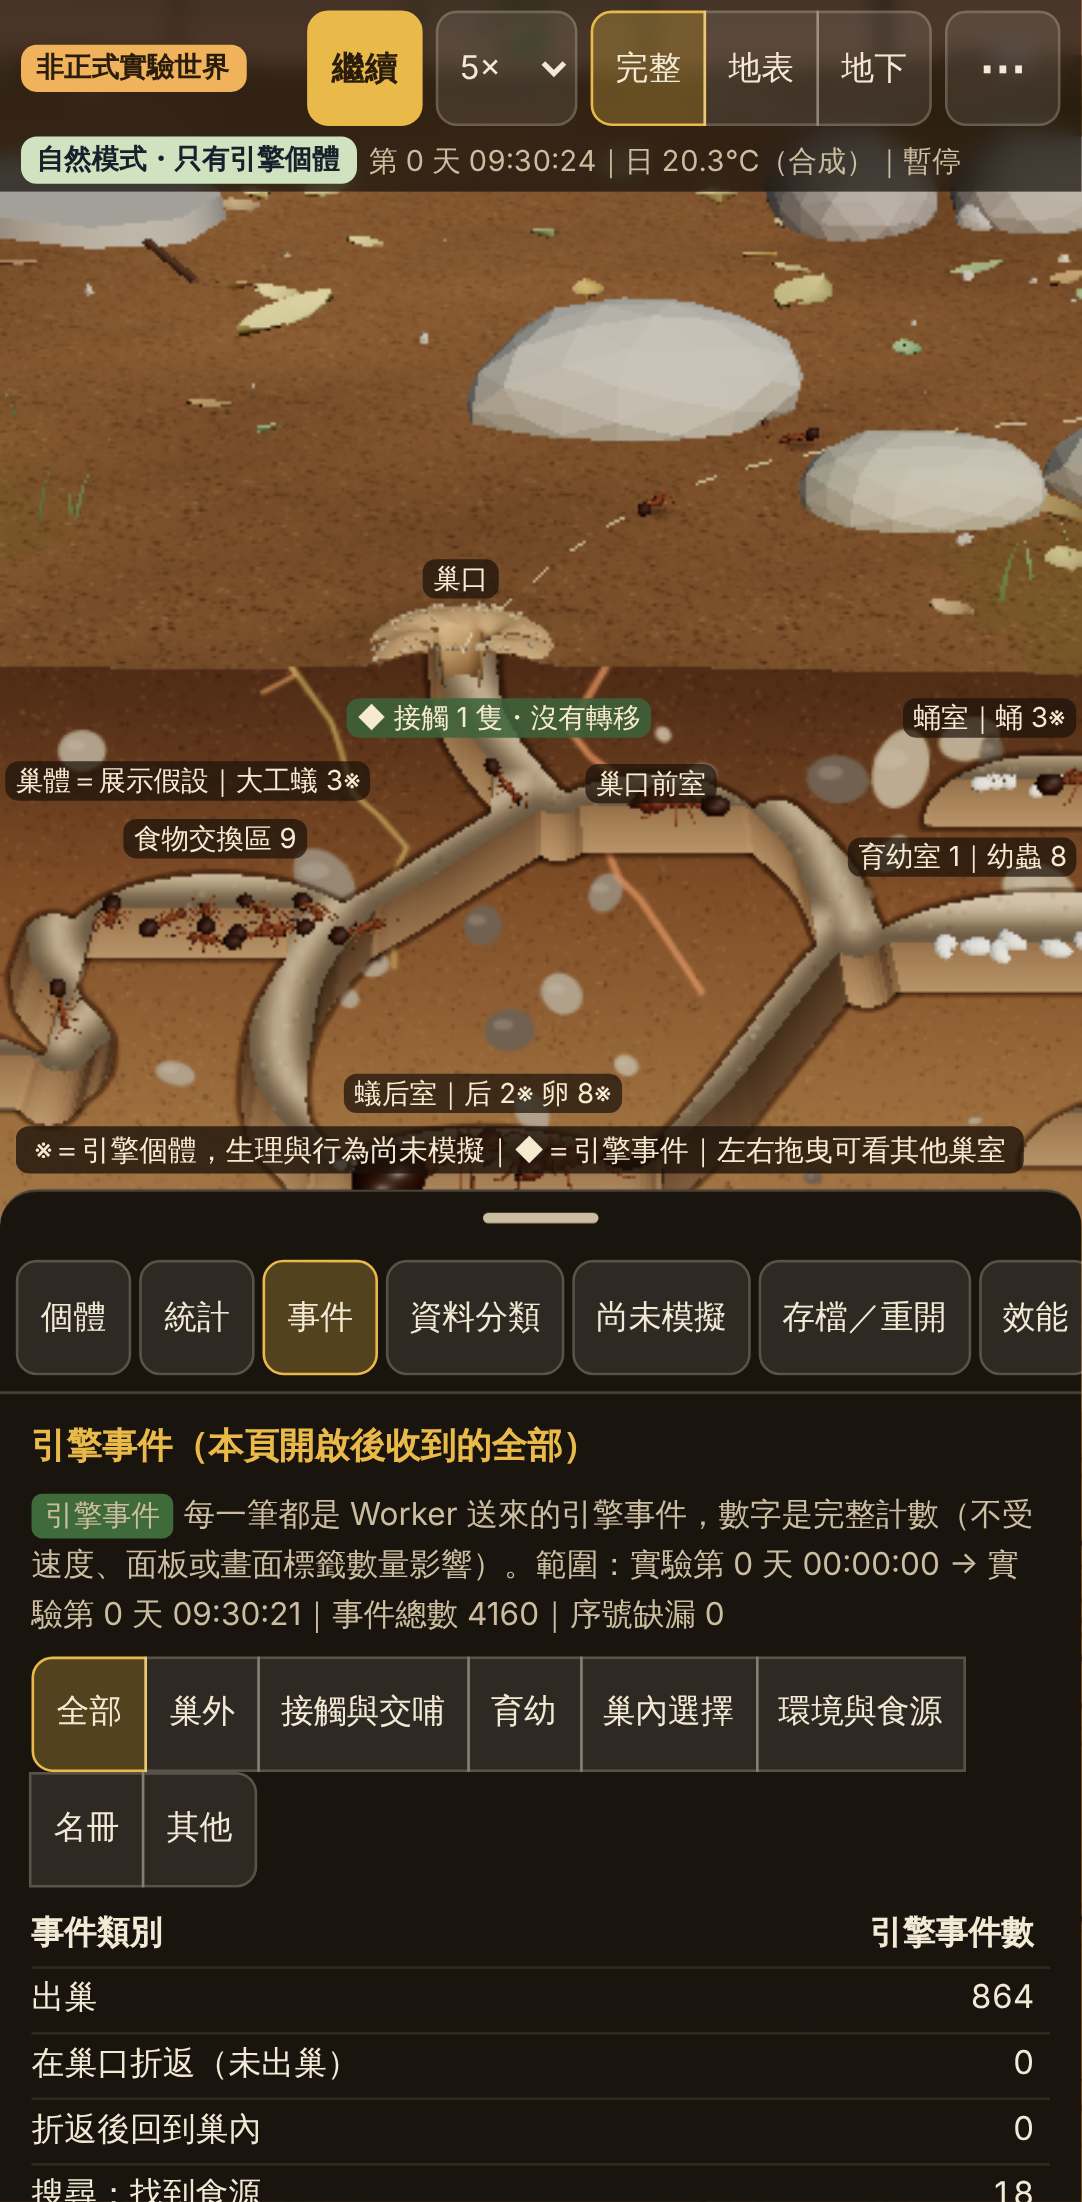 非正式實驗世界
繼續
5×
完整
地表
地下
⋯
自然模式・只有引擎個體
第 0 天 09:30:24｜日 20.3°C（合成）｜暫停
巢口
◆ 接觸 1 隻・沒有轉移
蛹室｜蛹 3※
巢體＝展示假設｜大工蟻 3※
巢口前室
食物交換區 9
育幼室 1｜幼蟲 8
蟻后室｜后 2※ 卵 8※
※＝引擎個體，生理與行為尚未模擬｜◆＝引擎事件｜左右拖曳可看其他巢室
個體
統計
事件
資料分類
尚未模擬
存檔／重開
效能
引擎事件（本頁開啟後收到的全部）
引擎事件 每一筆都是 Worker 送來的引擎事件，數字是完整計數（不受
速度、面板或畫面標籤數量影響）。範圍：實驗第 0 天 00:00:00 → 實
驗第 0 天 09:30:21｜事件總數 4160｜序號缺漏 0
全部
巢外
接觸與交哺
育幼
巢內選擇
環境與食源
名冊
其他
事件類別 引擎事件數
出巢 864
在巢口折返（未出巢） 0
折返後回到巢內 0
搜尋：找到食源 18